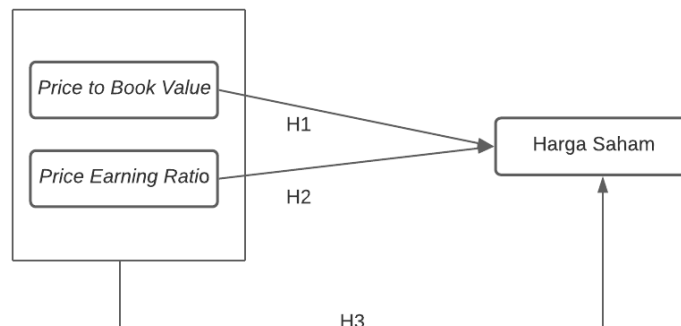 Price to Book Value
H1
Harga Saham
Price Earning Ratio
H2
H3